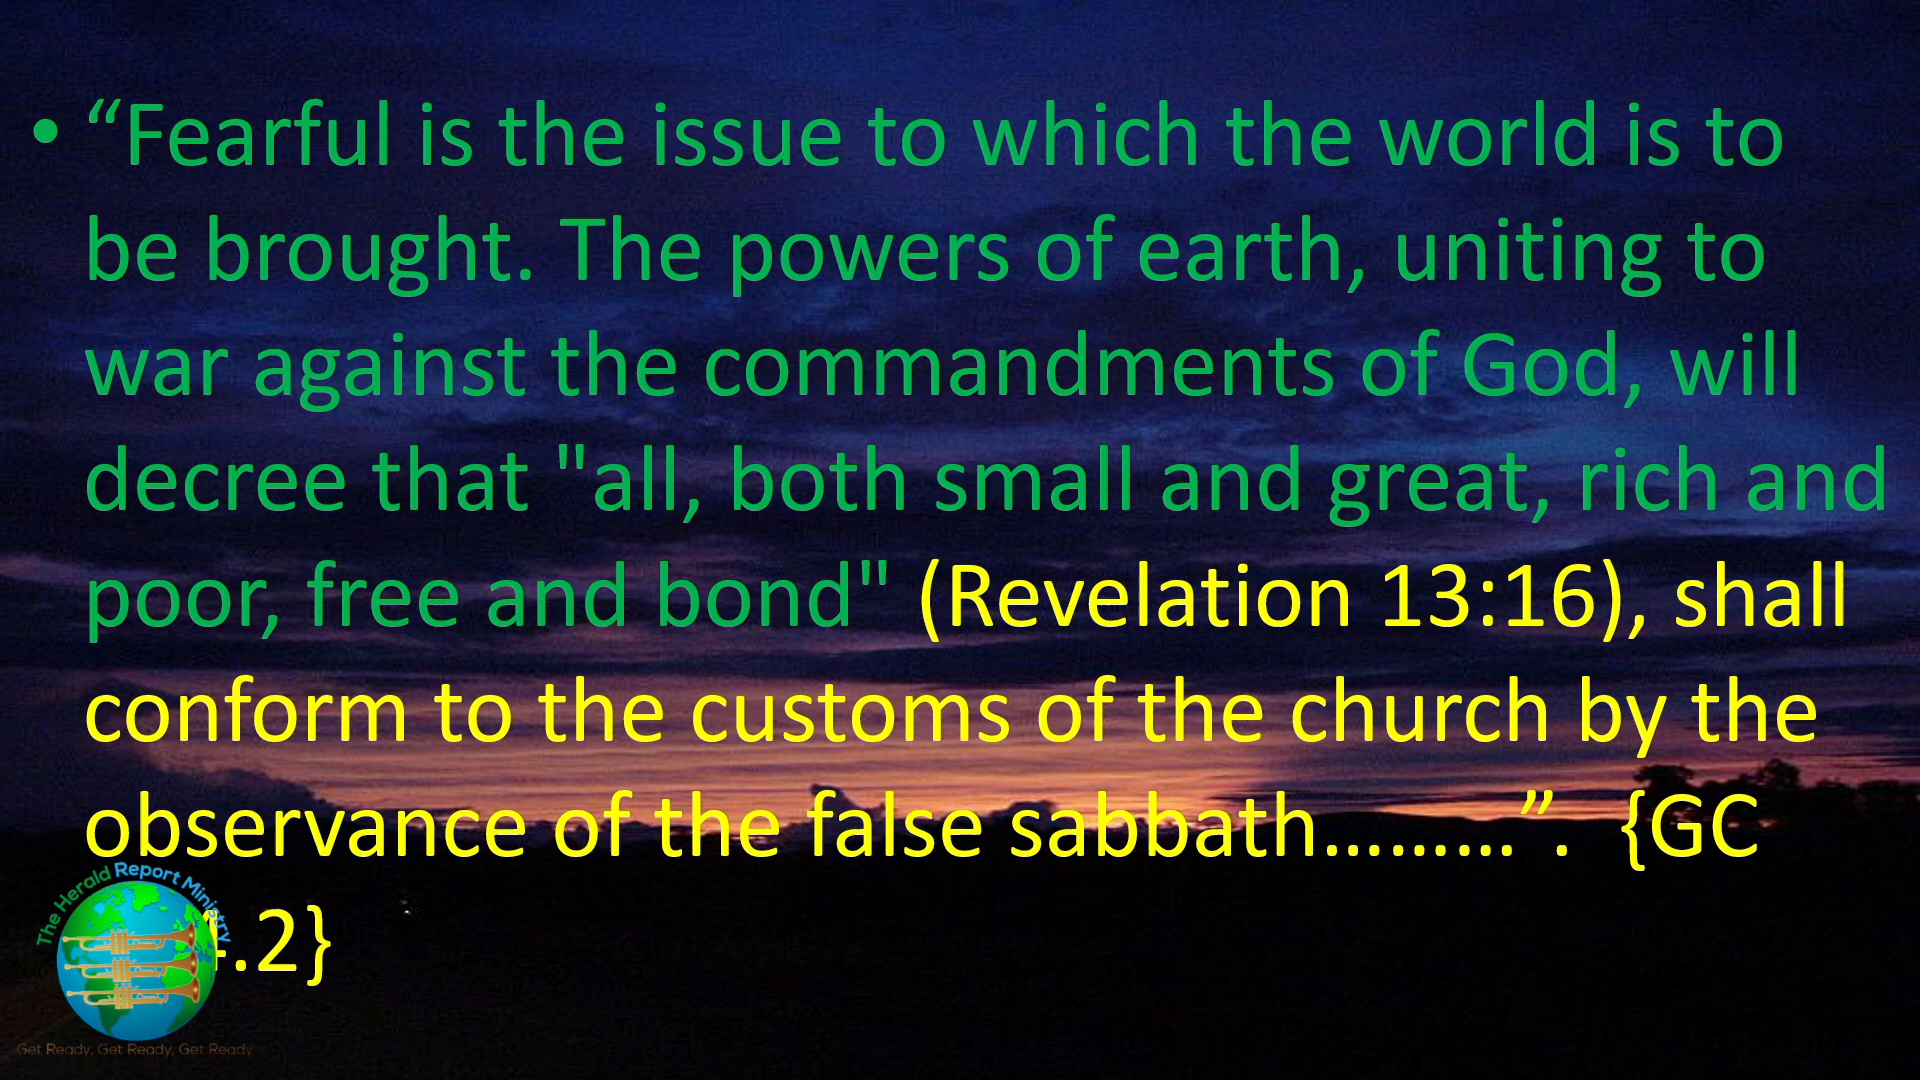 • “Fearful is the issue to which the world is to
be brought. The powers of earth, uniting to
war against the commandments of God, will
decree that "all, both small and great, rich and
poor, free and bond" (Revelation 13:16), shall
conform to the customs of the church by the
observance of the false sabbath………”.  {GC
4.2}
The Herald Report Ministry
Get Ready, Get Ready, Get Ready